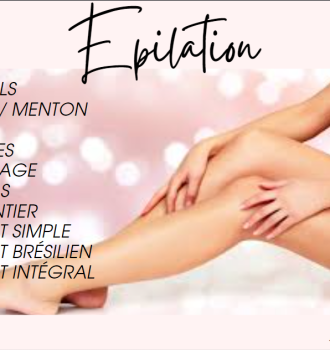 Epilation
LS
/ MENTON
ES
AGE
S
NTIER
T SIMPLE
T BRÉSILIEN
T INTÉGRAL